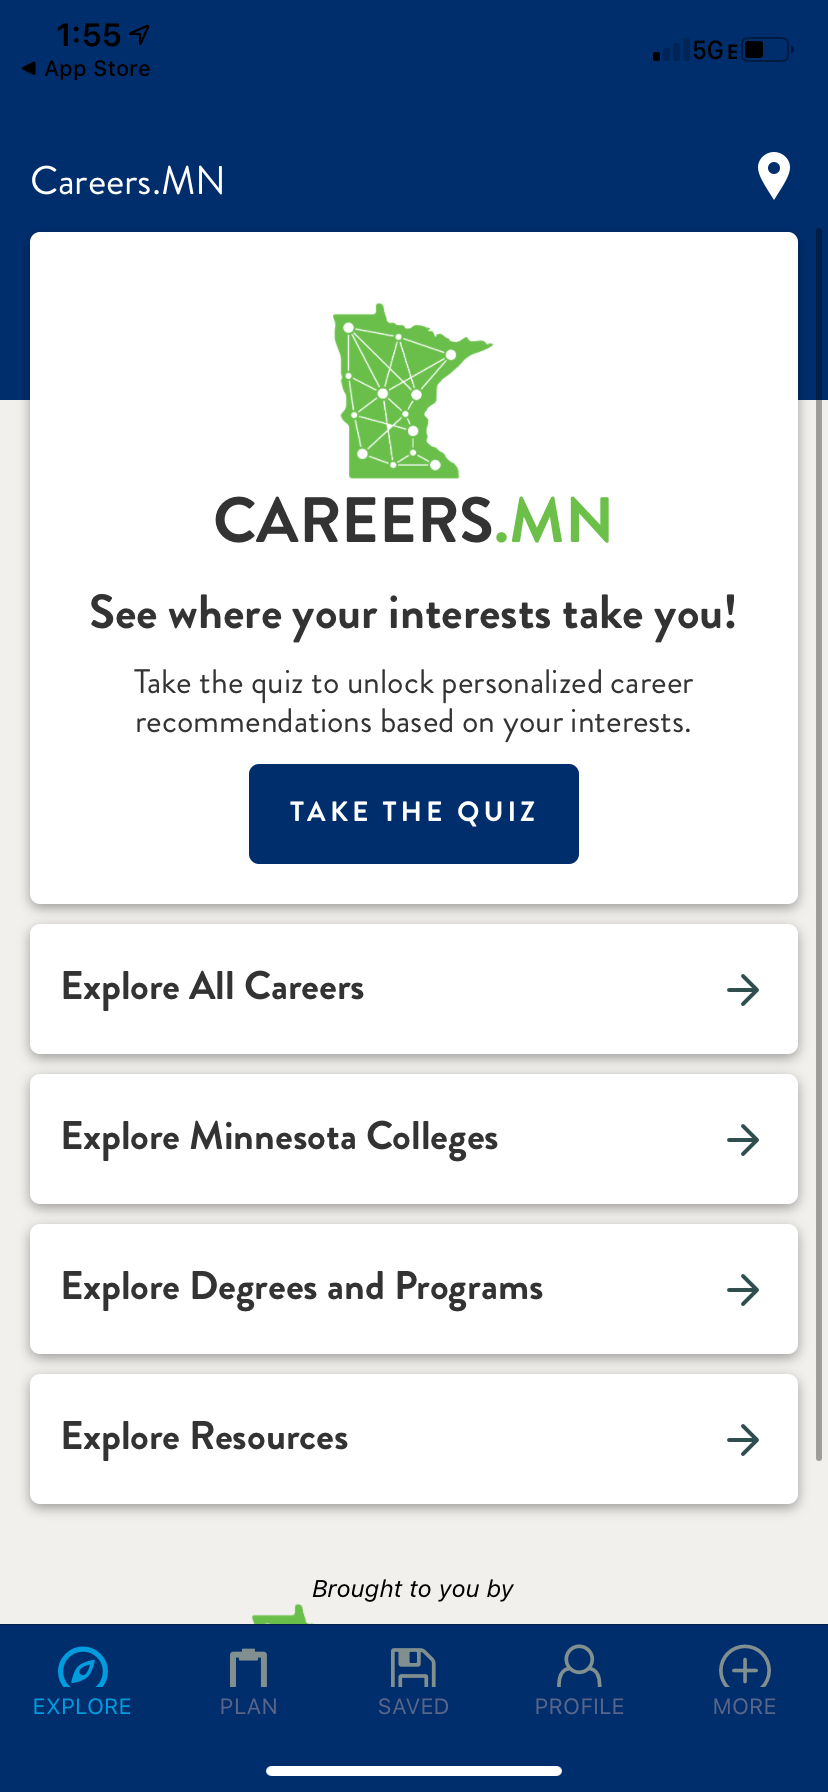 1:55
5G E
◀ App Store
Careers.MN
CAREERS.MN
See where your interests take you!
Take the quiz to unlock personalized career
recommendations based on your interests.
TAKE THE QUIZ
Explore All Careers
Explore Minnesota Colleges
Explore Degrees and Programs
Explore Resources
Brought to you by
EXPLORE
PLAN
SAVED
PROFILE
MORE